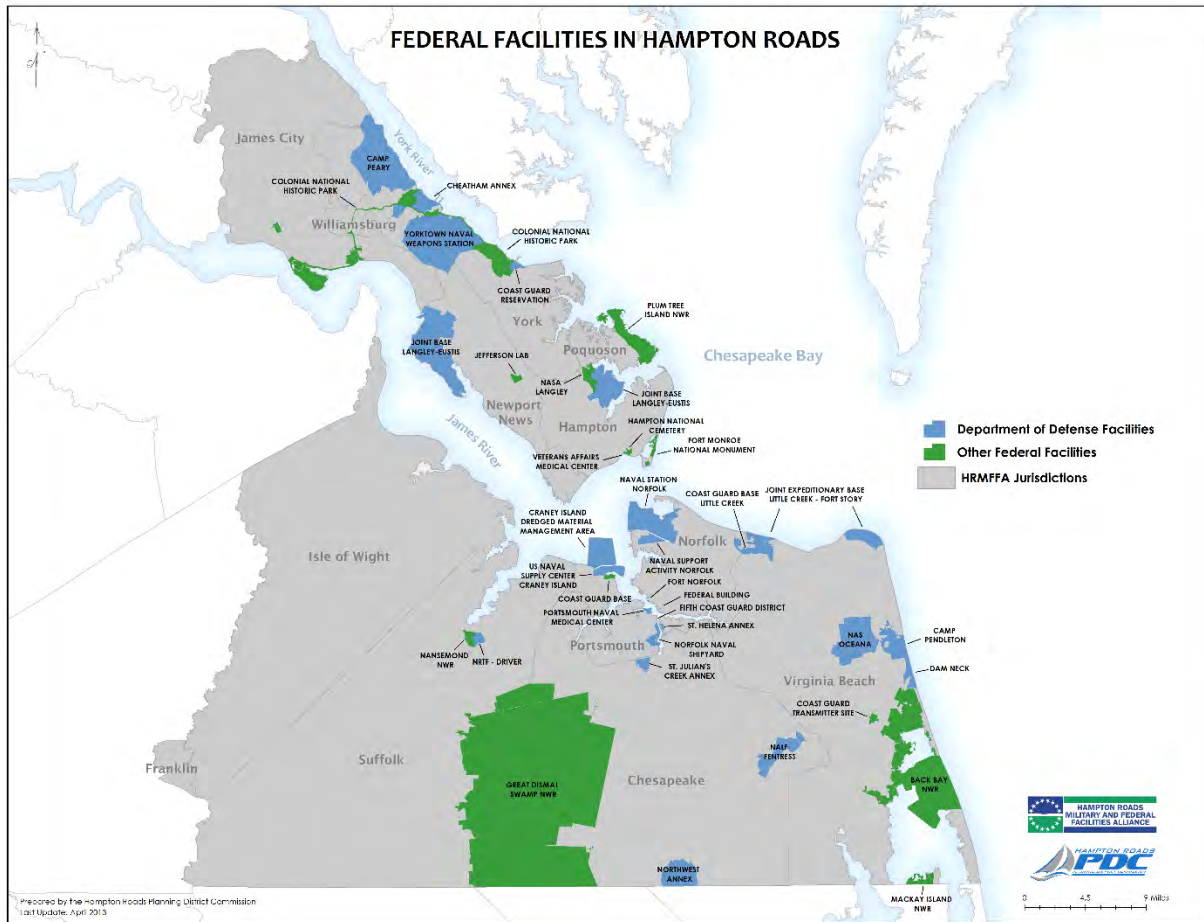 FEDERAL FACILITIES IN HAMPTON ROADS
James City
York River
CAMP
PEARY
COLONIAL NATIONAL
HISTORIC PARK
CHEATHAM ANNEX
Williamsburg
YORKTOWN NAVAL
WEAPONS STATION
COLONIAL NATIONAL
HISTORIC PARK
COAST GUARD
RESERVATION
York
PLUM TREE
ISLAND NWR
JOINT BASE
LANGLEY-EUSTIS
JEFFERSON LAB
Poquoson
Chesapeake Bay
NASA
LANGLEY
JOINT BASE
LANGLEY-EUSTIS
Newport
News
Hampton
HAMPTON NATIONAL
CEMETERY
James River
VETERANS AFFAIRS
MEDICAL CENTER
FORT MONROE
NATIONAL MONUMENT
Department of Defense Facilities
Other Federal Facilities
HRMFFA Jurisdictions
NAVAL STATION
NORFOLK
COAST GUARD BASE
LITTLE CREEK
JOINT EXPEDITIONARY BASE
LITTLE CREEK - FORT STORY
CRANEY ISLAND
DREDGED MATERIAL
MANAGEMENT AREA
Isle of Wight
Norfolk
US NAVAL
SUPPLY CENTER
CRANEY ISLAND
NAVAL SUPPORT
ACTIVITY NORFOLK
COAST GUARD BASE
FORT NORFOLK
FEDERAL BUILDING
PORTSMOUTH NAVAL
MEDICAL CENTER
FIFTH COAST GUARD DISTRICT
ST. HELENA ANNEX
Portsmouth
NORFOLK NAVAL
SHIPYARD
NAS
OCEANA
CAMP
PENDLETON
NANSEMOND
NWR
NRTF - DRIVER
ST. JULIAN'S
CREEK ANNEX
DAM NECK
Virginia Beach
COAST GUARD
TRANSMITTER SITE
NALF
FENTRESS
Suffolk
Franklin
Chesapeake
GREAT DISMAL
SWAMP NWR
BACK BAY
NWR
HAMPTON ROADS
MILITARY AND FEDERAL
FACILITIES ALLIANCE
HAMPTON ROADS
PDC
NORTHWEST
ANNEX
MACKAY ISLAND
NWR
0 4.5 9 Miles
Prepared by the Hampton Roads Planning District Commission
Last Update: April 2013